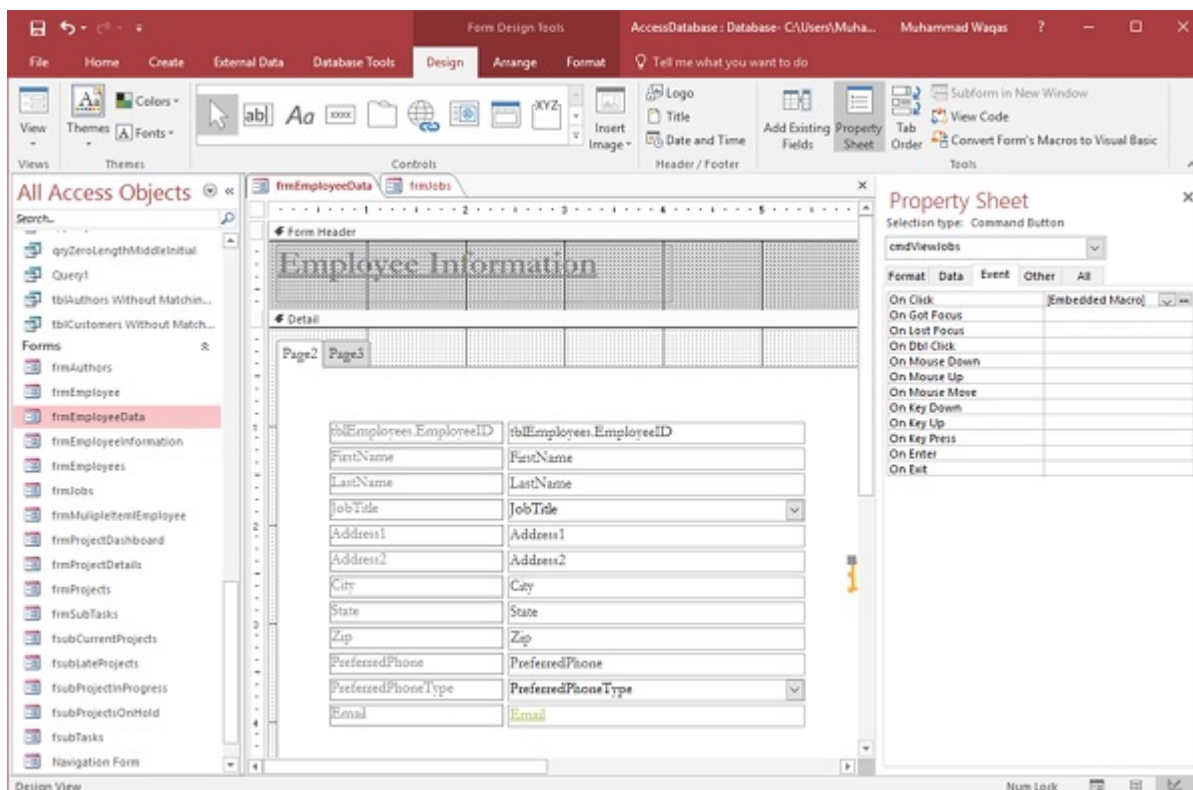 Form Design Tools
AccessDatabase : Database- C:\Users\Muha...
Muhammad Waqas
?
File Home Create External Data Database Tools Design Arrange Format Tell me what you want to do
View
Views
Themes
Colors
Fonts
Themes
Controls
Insert Image
Logo
Title
Date and Time
Header / Footer
Add Existing Fields
Property Sheet
Tab Order
Subform in New Window
View Code
Convert Form's Macros to Visual Basic
Tools
All Access Objects
Search..
qryZeroLengthMiddleInitial
Query1
tblAuthors Without Matchin...
tblCustomers Without Match...
Forms
frmAuthors
frmEmployee
frmEmployeeData
frmEmployeeInformation
frmEmployees
frmJobs
frmMulipleItemIEmployee
frmProjectDashboard
frmProjectDetails
frmProjects
frmSubTasks
fsubCurrentProjects
fsubLateProjects
fsubProjectInProgress
fsubProjectsOnHold
fsubTasks
Navigation Form
frmEmployeeData frmJobs
Form Header
Employee Information
Detail
Page2 Page3
tblEmployees.EmployeeID tblEmployees.EmployeeID
FirstName FirstName
LastName LastName
JobTitle JobTitle
Address1 Address1
Address2 Address2
City City
State State
Zip Zip
PreferredPhone PreferredPhone
PreferredPhoneType PreferredPhoneType
Email Email
Property Sheet
Selection type: Command Button
cmdViewJobs
Format Data Event Other All
On Click [Embedded Macro]
On Got Focus
On Lost Focus
On Dbl Click
On Mouse Down
On Mouse Up
On Mouse Move
On Key Down
On Key Up
On Key Press
On Enter
On Exit
Design View
Num Lock